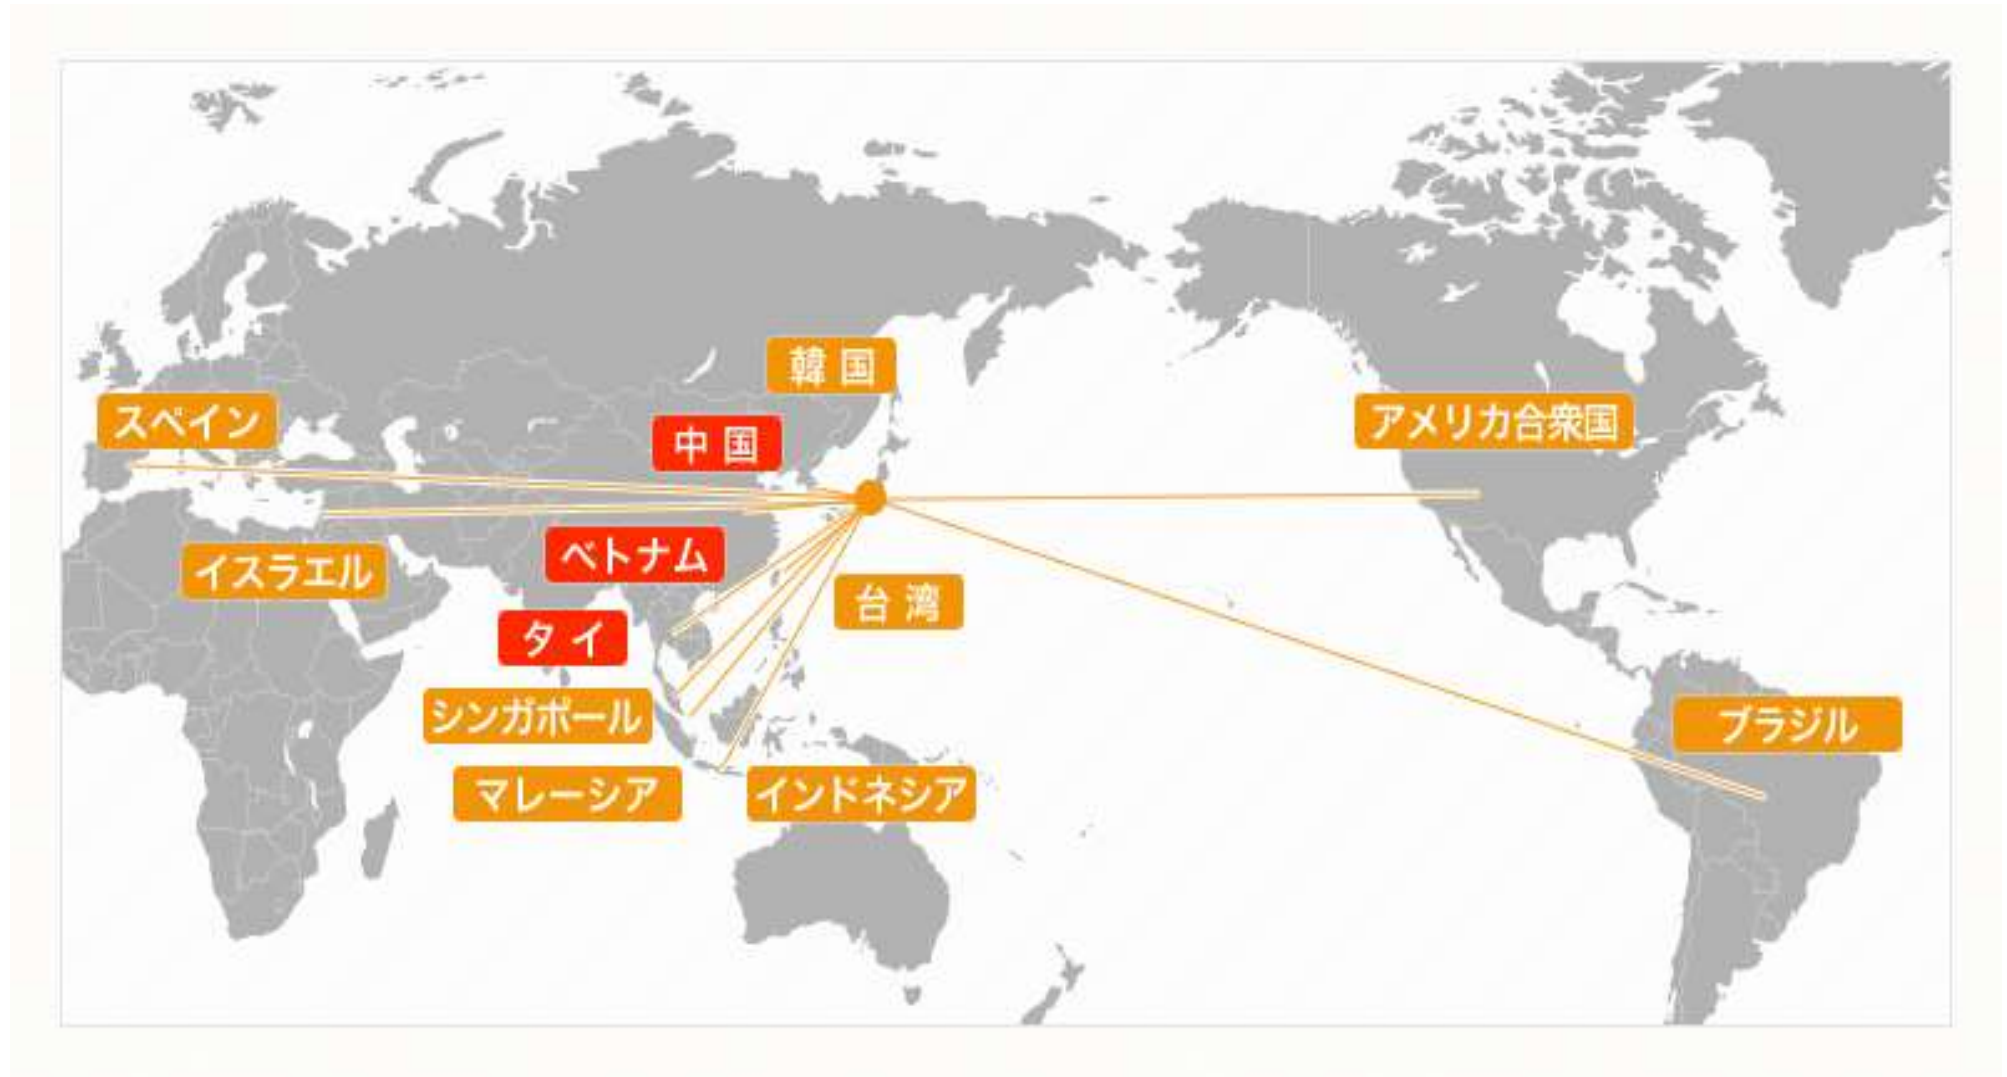 韓国
スペイン
アメリカ合衆国
中国
ベトナム
イスラエル
台湾
タイ
シンガポール
ブラジル
マレーシア
インドネシア